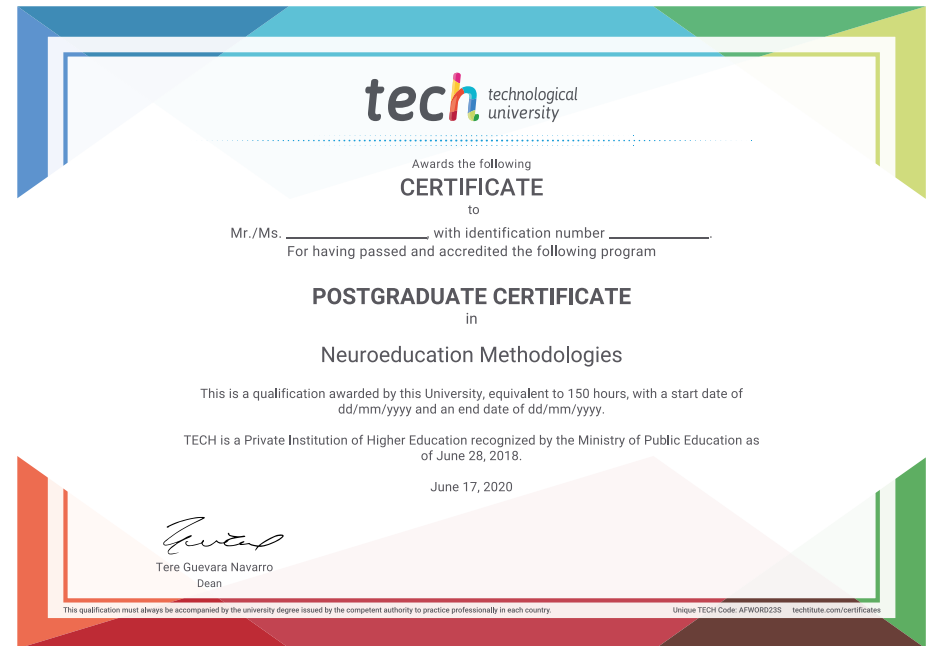 tech technological
university
Awards the following
CERTIFICATE
to
Mr./Ms. ____________________, with identification number ______________.
For having passed and accredited the following program
POSTGRADUATE CERTIFICATE
in
Neuroeducation Methodologies
This is a qualification awarded by this University, equivalent to 150 hours, with a start date of
dd/mm/yyyy and an end date of dd/mm/yyyy.
TECH is a Private Institution of Higher Education recognized by the Ministry of Public Education as
of June 28, 2018.
June 17, 2020
Tere Guevara Navarro
Dean
This qualification must always be accompanied by the university degree issued by the competent authority to practice professionally in each country. Unique TECH Code: AFWORD23S techtitute.com/certificates